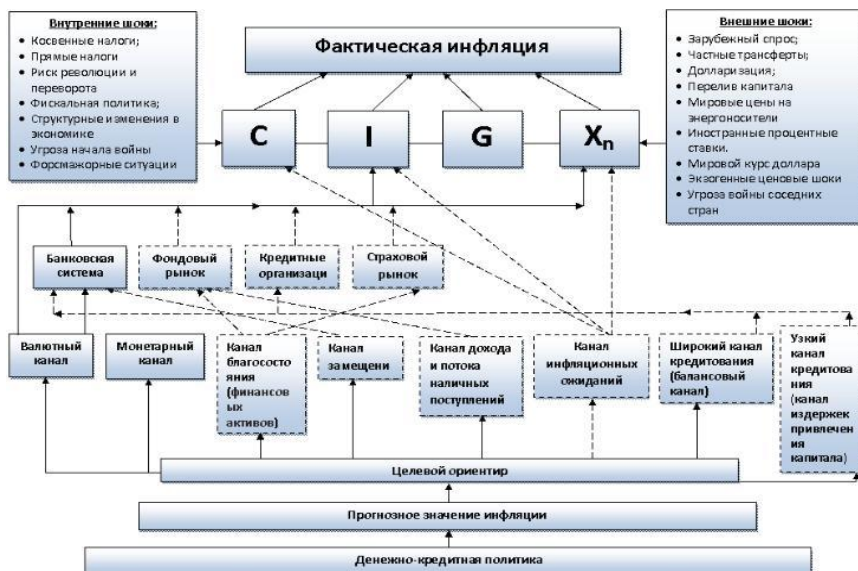 Внутренние шоки:
• Косвенные налоги;
• Прямые налоги
• Риск революции и
переворота
• Фискальная политика;
• Структурные изменения в
экономике
• Угроза начала войны
• Форсмажорные ситуации
Фактическая инфляция
Внешние шоки:
• Зарубежный спрос;
• Частные трансферты;
• Долларизация;
• Перелив капитала
• Мировые цены на
энергоносители
• Иностранные процентные
ставки.
• Мировой курс доллара
• Экзогенные ценовые шоки
• Угроза войны соседних
стран
C
I
G
Xn
Банковская
система
Фондовый
рынок
Кредитные
организаци
Страховой
рынок
Валютный
канал
Монетарный
канал
Канал
благосост
ояния
(финансов
ых
активов)
Канал
замещени
Канал дохода
и потока
наличных
поступлений
Канал
инфляционных
ожиданий
Широкий канал
кредитования
(балансовый
канал)
Узкий
канал
кредитова
ния
(канал
издержек
привлечен
ия
капитала)
Целевой ориентир
Прогнозное значение инфляции
Денежно-кредитная политика